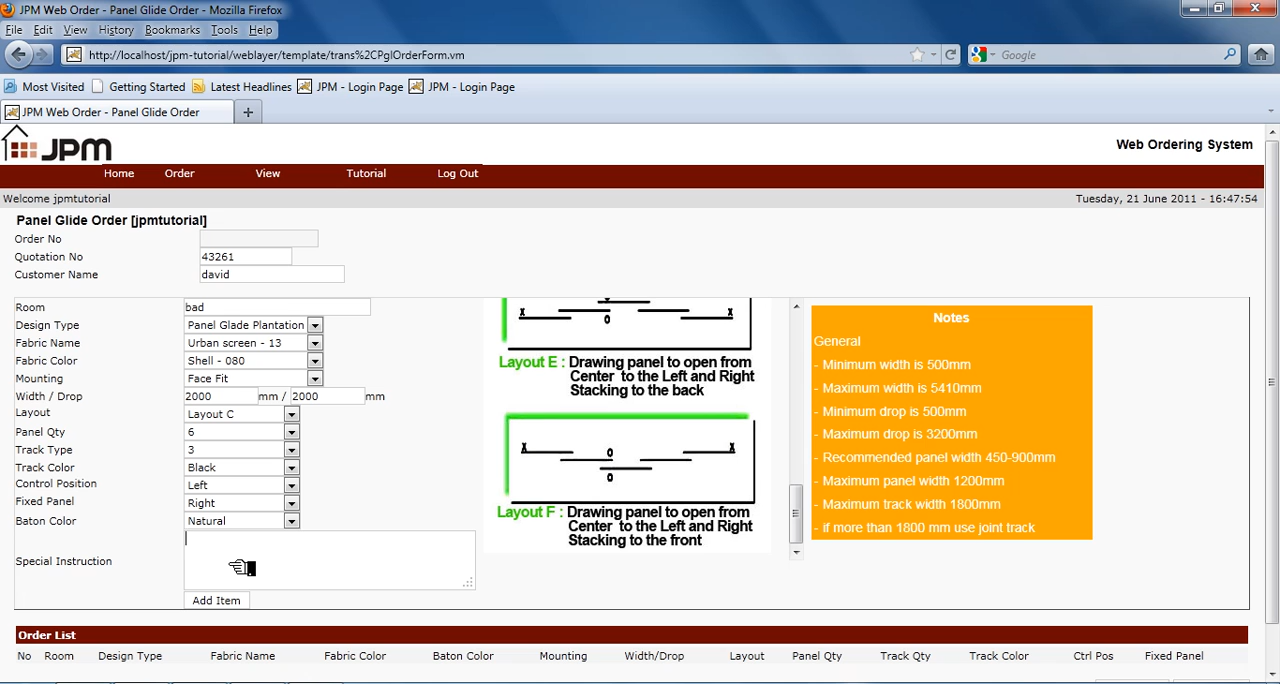 JPM Web Order - Panel Glide Order - Mozilla Firefox
File Edit View History Bookmarks Tools Help
http://localhost/jpm-tutorial/weblayer/template/trans%2CPglOrderForm.vm
Google
Most Visited Getting Started Latest Headlines JPM - Login Page JPM - Login Page
JPM Web Order - Panel Glide Order
JPM
Web Ordering System
Home Order View Tutorial Log Out
Welcome jpmtutorial
Tuesday, 21 June 2011 - 16:47:54
Panel Glide Order [jpmtutorial]
Order No
Quotation No 43261
Customer Name david
Room bad
Design Type Panel Glade Plantation
Fabric Name Urban screen - 13
Fabric Color Shell - 080
Mounting Face Fit
Width / Drop 2000 mm / 2000 mm
Layout Layout C
Panel Qty 6
Track Type 3
Track Color Black
Control Position Left
Fixed Panel Right
Baton Color Natural
Special Instruction
Add Item
X O X
O
Layout E : Drawing panel to open from
Center to the Left and Right
Stacking to the back
X O X
O
Layout F : Drawing panel to open from
Center to the Left and Right
Stacking to the front
Notes
General
- Minimum width is 500mm
- Maximum width is 5410mm
- Minimum drop is 500mm
- Maximum drop is 3200mm
- Recommended panel width 450-900mm
- Maximum panel width 1200mm
- Maximum track width 1800mm
- if more than 1800 mm use joint track
Order List
No Room Design Type Fabric Name Fabric Color Baton Color Mounting Width/Drop Layout Panel Qty Track Qty Track Color Ctrl Pos Fixed Panel